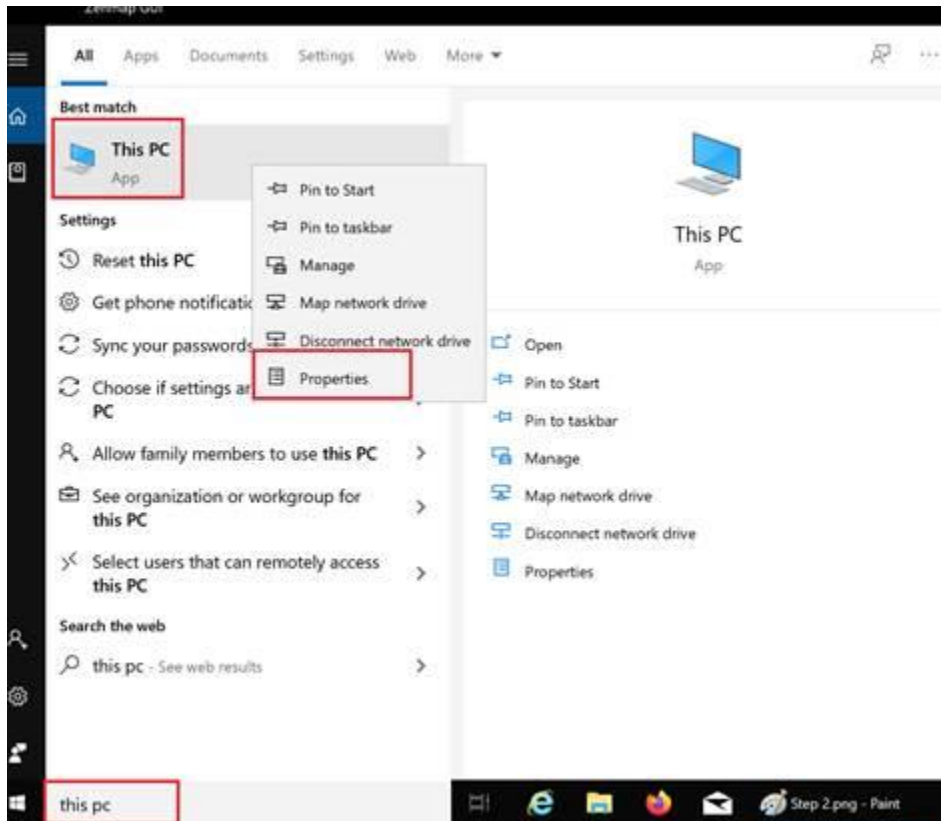 Zenmap GUI
All Apps Documents Settings Web More
Best match
This PC
App
Settings
Reset this PC
Get phone notificatio
Sync your passwords
Choose if settings ar
PC
Allow family members to use this PC
See organization or workgroup for
this PC
Select users that can remotely access
this PC
Search the web
this pc - See web results
Pin to Start
Pin to taskbar
Manage
Map network drive
Disconnect network drive
Properties
This PC
App
Open
Pin to Start
Pin to taskbar
Manage
Map network drive
Disconnect network drive
Properties
this pc
Step 2.png - Paint